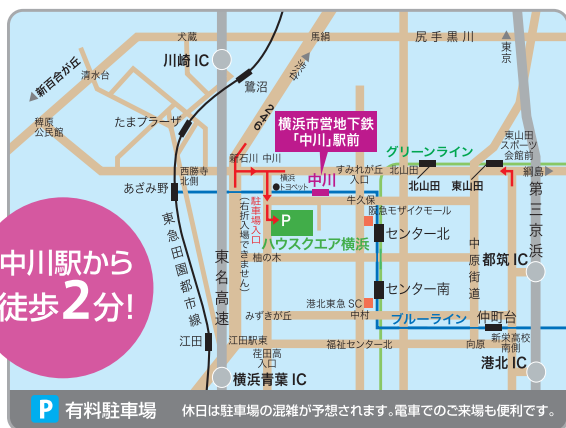 犬蔵
馬絹
尻手黒川
東京
川崎 IC
新百合が丘
清水台
渋谷
鷺沼
稗原
公民館
246
たまプラーザ
横浜市営地下鉄
「中川」駅前
グリーンライン
東山田
スポーツ
会館前
新石川
中川
すみれが丘
入口
北山田
北山田
東山田
綱島
西勝寺
北側
あざみ野
横浜
トヨペット
中川
牛久保
第三京浜
駐車場入口
(右折入場できません)
P
阪急モザイクモール
ハウスクエア横浜
センター北
東急田園都市線
東名高速
柚の木
中原街道
都筑 IC
中川駅から
徒歩2分!
センター南
港北東急 SC
みずきが丘
中村
ブルーライン
仲町台
江田
江田駅東
荏田高
入口
福祉センター北
向原
新栄高校
南側
横浜青葉 IC
港北 IC
P 有料駐車場
休日は駐車場の混雑が予想されます。電車でのご来場も便利です。